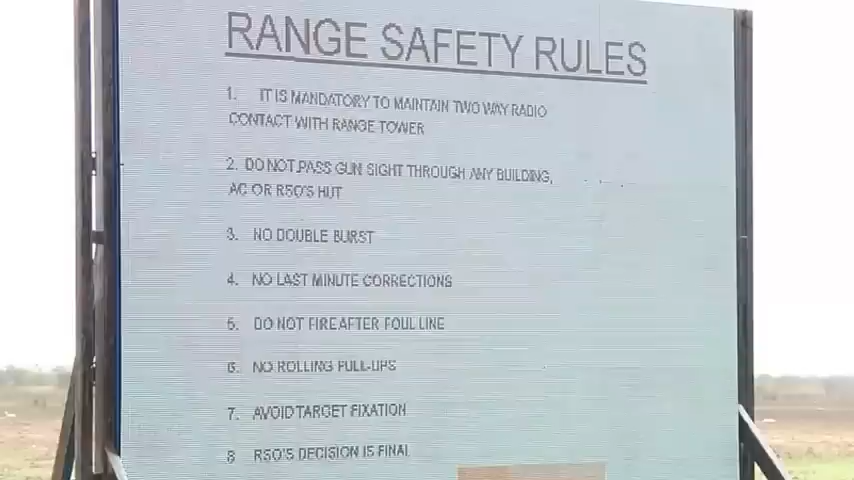 RANGE SAFETY RULES
1. IT IS MANDATORY TO MAINTAIN TWO WAY RADIO
CONTACT WITH RANGE TOWER
2. DO NOT PASS GUN SIGHT THROUGH ANY BUILDING,
AC OR RSO'S HUT
3. NO DOUBLE BURST
4. NO LAST MINUTE CORRECTIONS
5. DO NOT FIRE AFTER FOUL LINE
6. NO ROLLING PULL-UPS
7. AVOID TARGET FIXATION
8 RSO'S DECISION IS FINAL